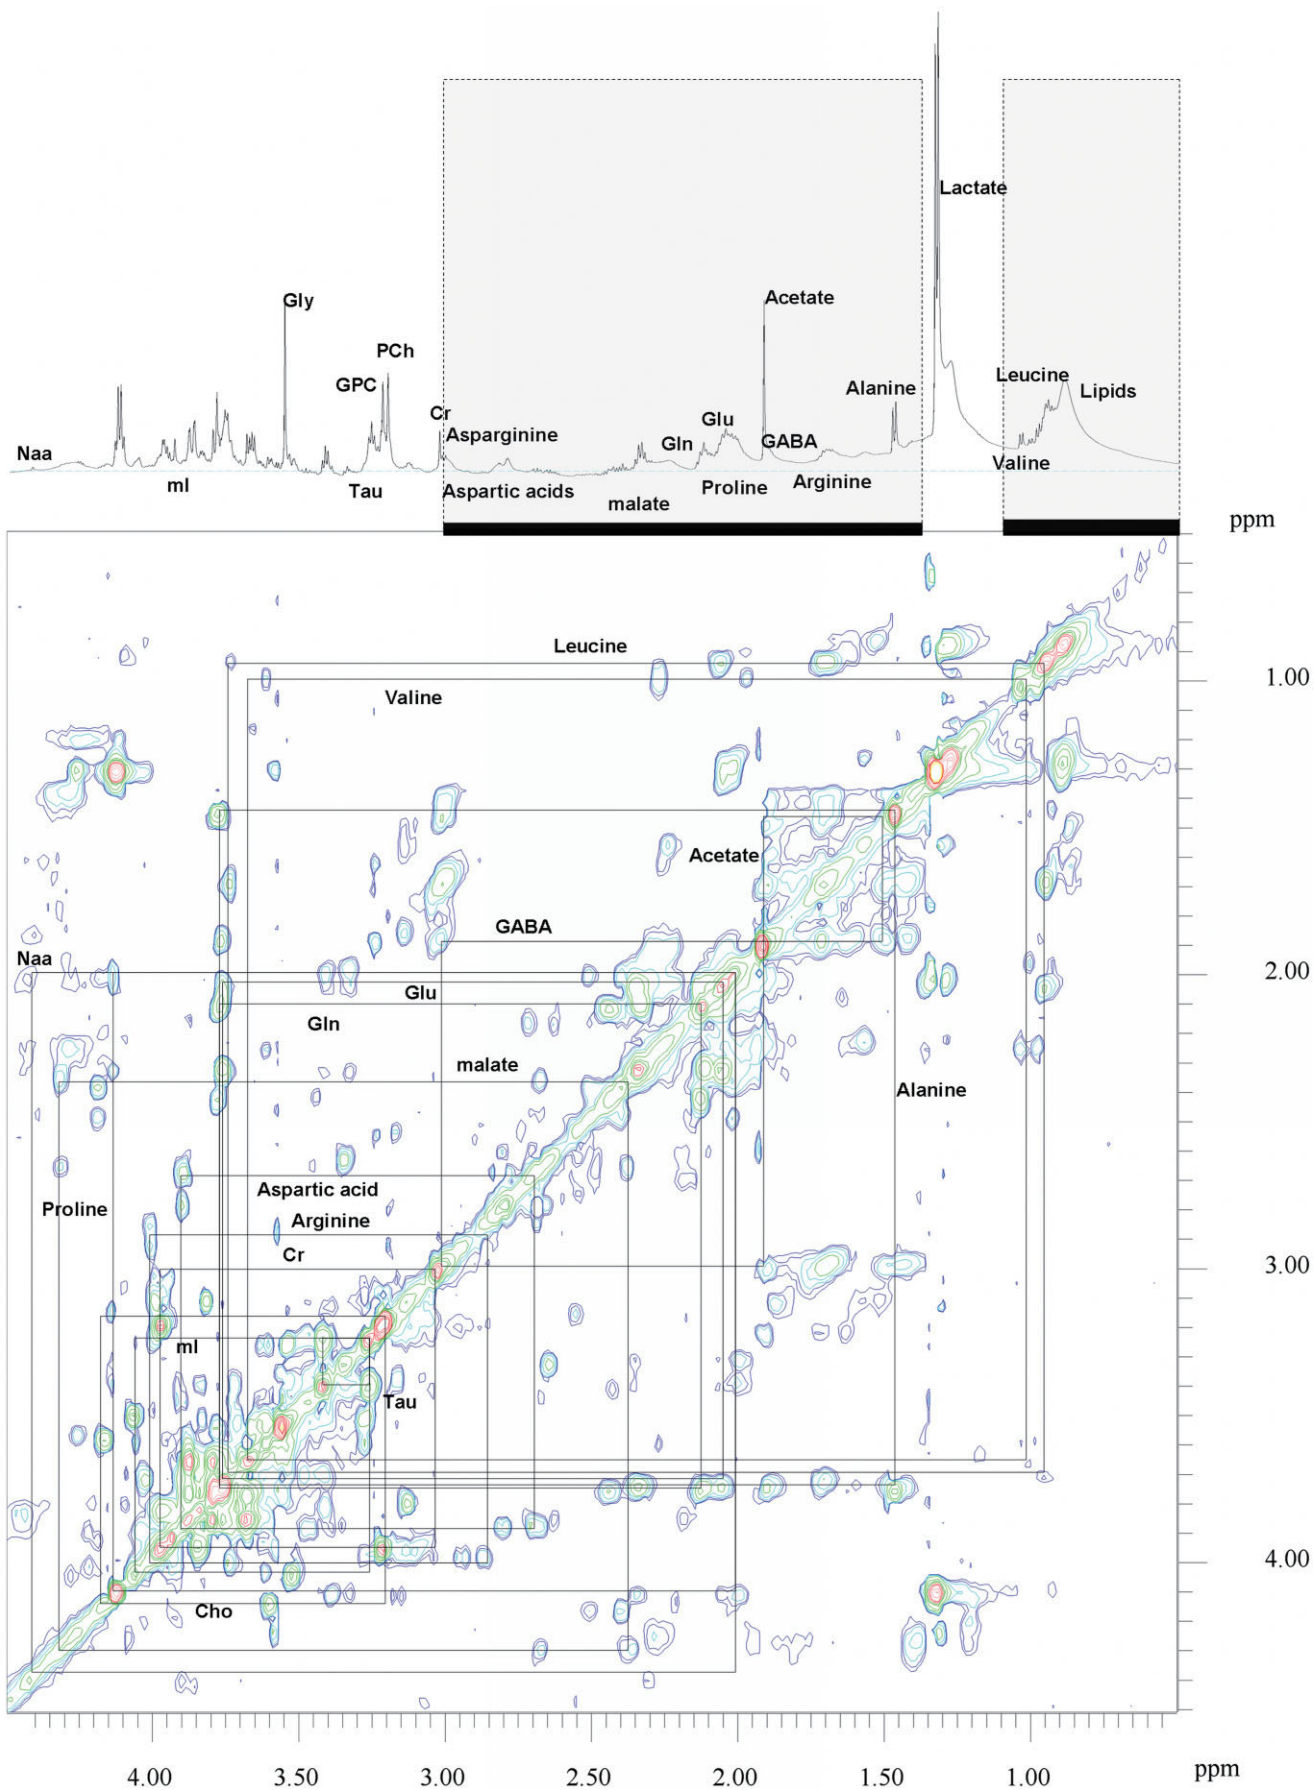 Lactate
Gly
Acetate
PCh
GPC
Leucine
Alanine
Lipids
Cr
Glu
Asparginine
Gln
GABA
Naa
Valine
mI
Tau
Aspartic acids
Proline
Arginine
malate
ppm
Leucine
1.00
Valine
Acetate
GABA
Naa
2.00
Glu
Gln
malate
Alanine
Aspartic acid
Proline
Arginine
Cr
3.00
mI
Tau
4.00
Cho
4.00 3.50 3.00 2.50 2.00 1.50 1.00 ppm